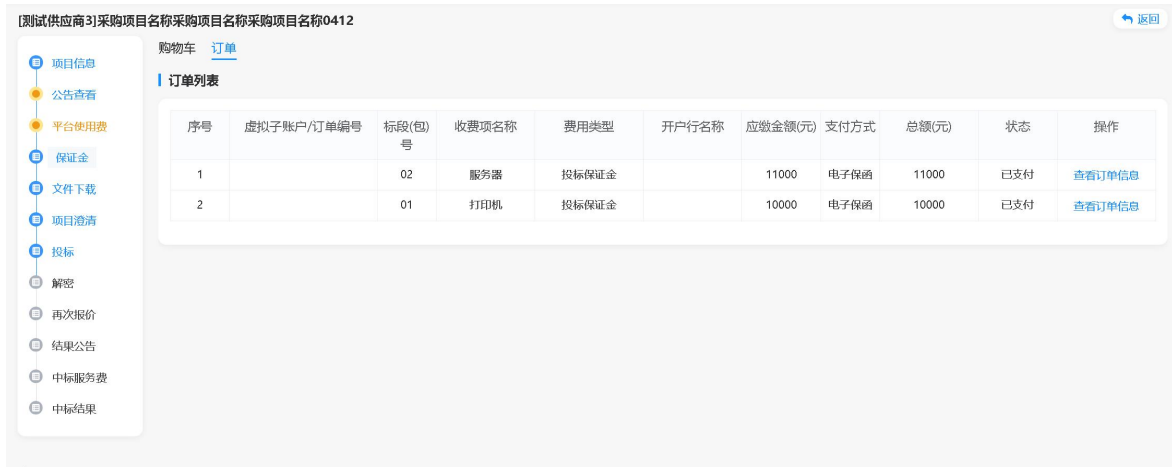 [测试供应商3]采购项目名称采购项目名称采购项目名称0412
返回
购物车 订单
订单列表
项目信息
公告查看
平台使用费
保证金
文件下载
项目澄清
投标
解密
再次报价
结果公告
中标服务费
中标结果
序号 虚拟子账户/订单编号 标段(包)号 收费项名称 费用类型 开户行名称 应缴金额(元) 支付方式 总额(元) 状态 操作
1 02 服务器 投标保证金 11000 电子保函 11000 已支付 查看订单信息
2 01 打印机 投标保证金 10000 电子保函 10000 已支付 查看订单信息